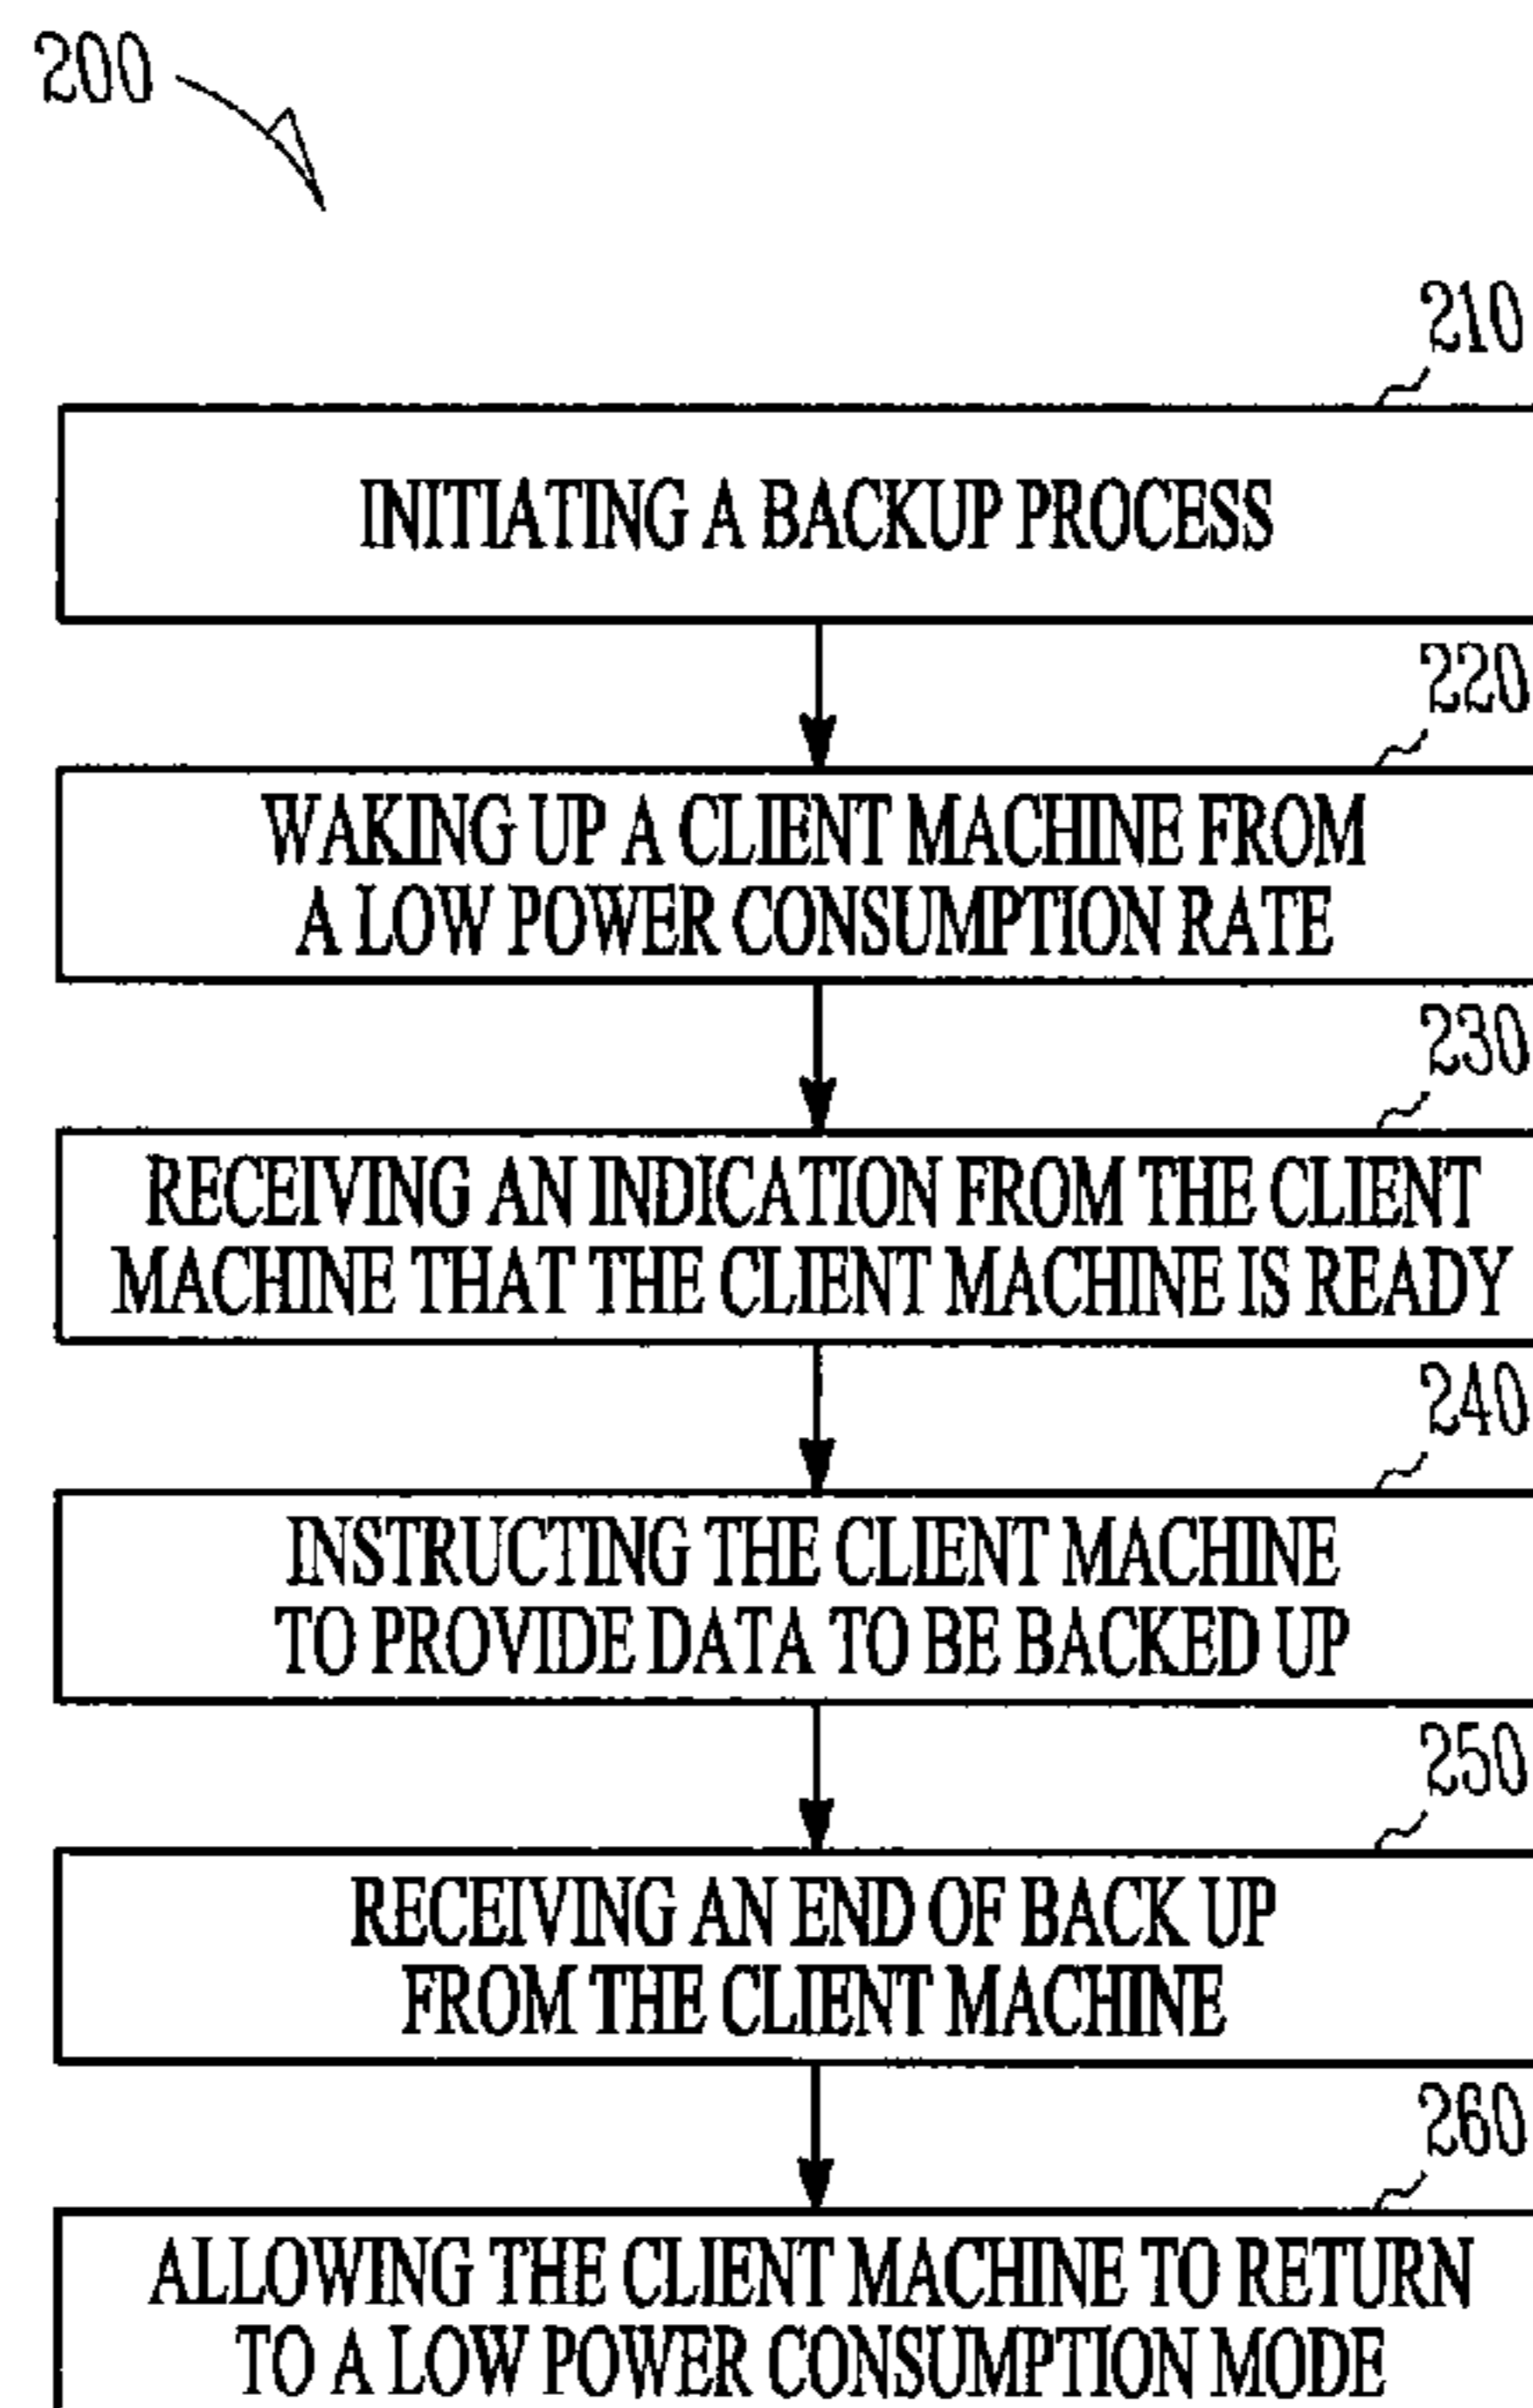 200
210
INITIATING A BACKUP PROCESS
220
WAKING UP A CLIENT MACHINE FROM
A LOW POWER CONSUMPTION RATE
230
RECEIVING AN INDICATION FROM THE CLIENT
MACHINE THAT THE CLIENT MACHINE IS READY
240
INSTRUCTING THE CLIENT MACHINE
TO PROVIDE DATA TO BE BACKED UP
250
RECEIVING AN END OF BACK UP
FROM THE CLIENT MACHINE
260
ALLOWING THE CLIENT MACHINE TO RETURN
TO A LOW POWER CONSUMPTION MODE